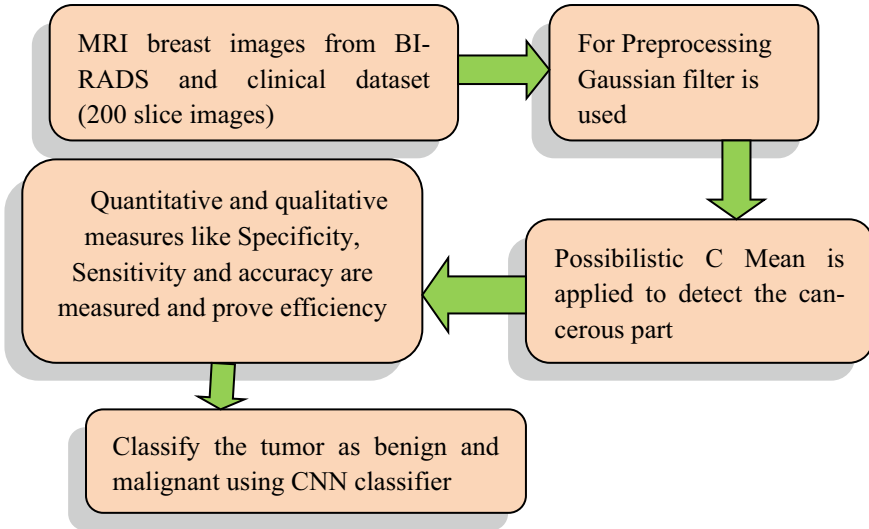 MRI breast images from BI-
RADS and clinical dataset
(200 slice images)
For Preprocessing
Gaussian filter is
used
Possibilistic C Mean is
applied to detect the can-
cerous part
Quantitative and qualitative
measures like Specificity,
Sensitivity and accuracy are
measured and prove efficiency
Classify the tumor as benign and
malignant using CNN classifier